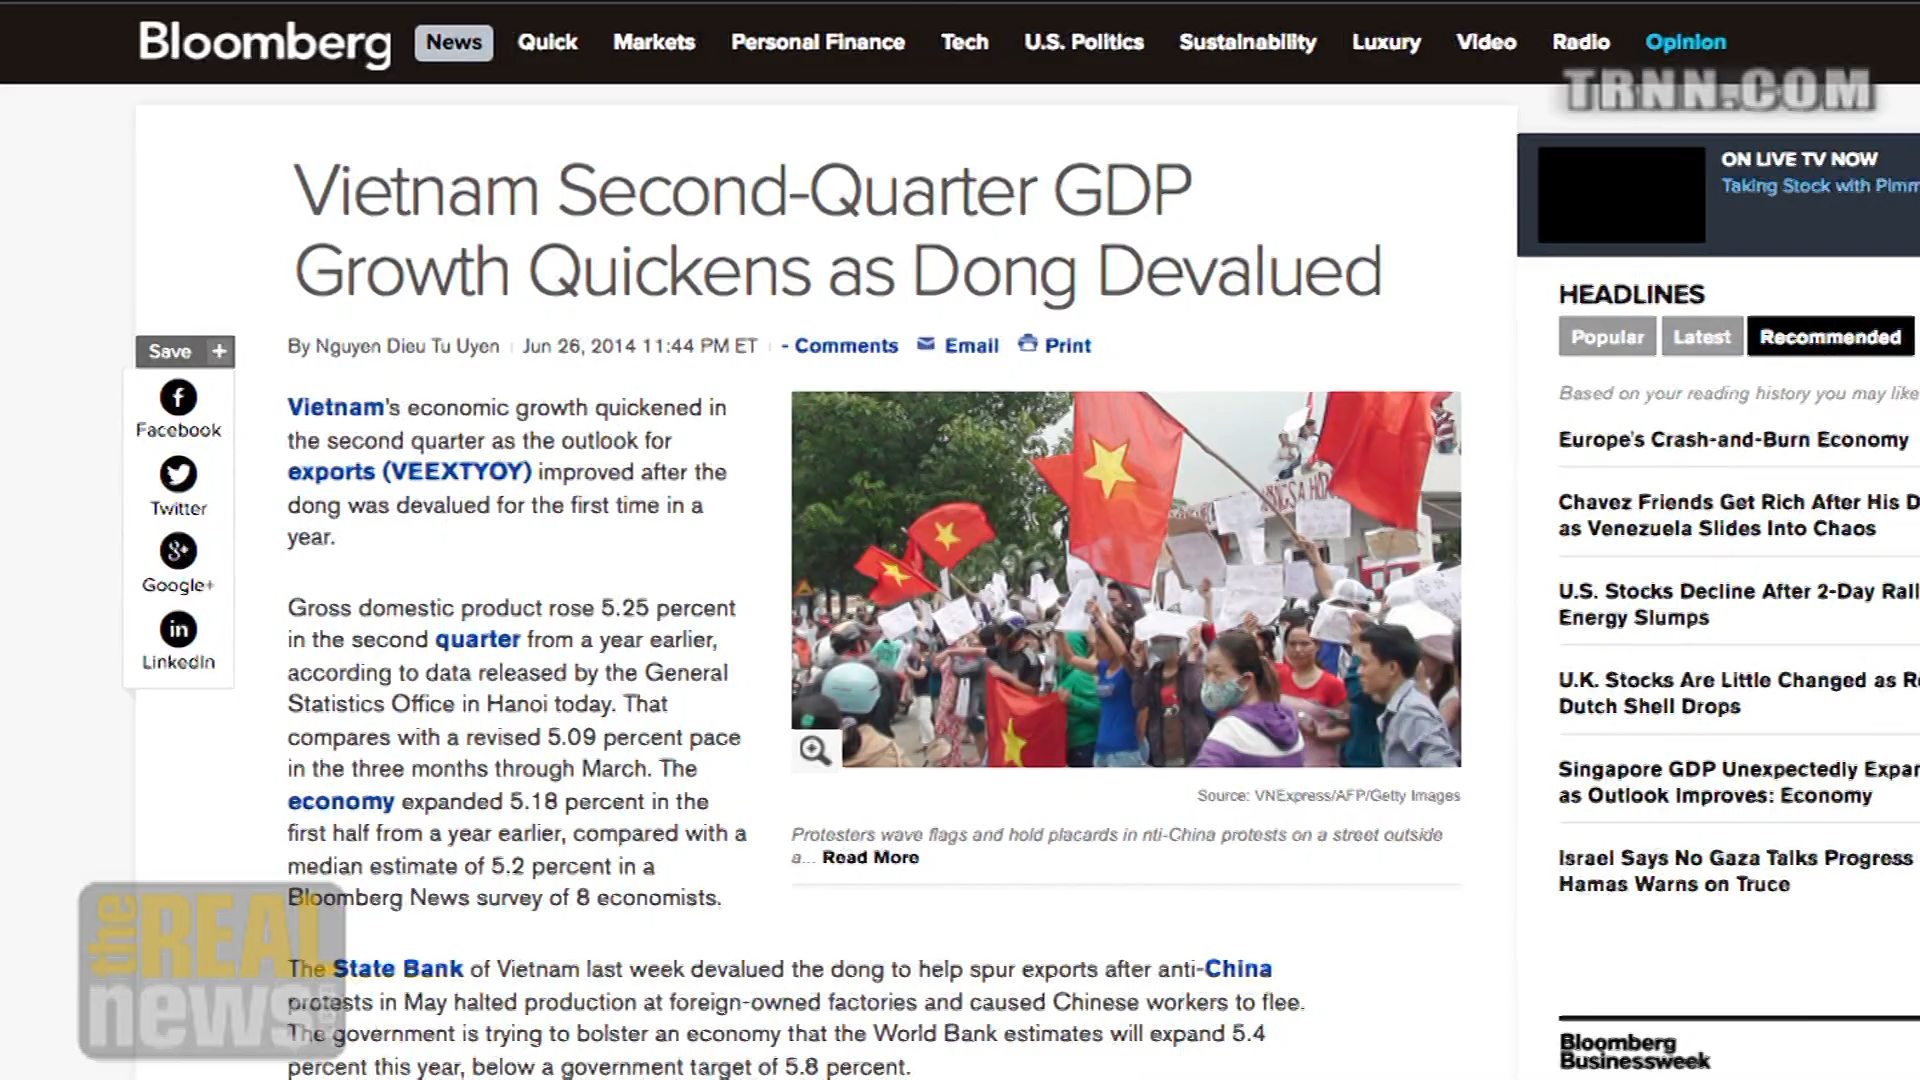 Bloomberg News Quick Markets Personal Finance Tech U.S. Politics Sustainability Luxury Video Radio Opinion
TRNN.COM
Vietnam Second-Quarter GDP
Growth Quickens as Dong Devalued
By Nguyen Dieu Tu Uyen Jun 26, 2014 11:44 PM ET - Comments Email Print
Save +
Facebook
Twitter
Google+
LinkedIn
Vietnam's economic growth quickened in
the second quarter as the outlook for
exports (VEEXTYOY) improved after the
dong was devalued for the first time in a
year.
Gross domestic product rose 5.25 percent
in the second quarter from a year earlier,
according to data released by the General
Statistics Office in Hanoi today. That
compares with a revised 5.09 percent pace
in the three months through March. The
economy expanded 5.18 percent in the
first half from a year earlier, compared with a
median estimate of 5.2 percent in a
Bloomberg News survey of 8 economists.
Source: VNExpress/AFP/Getty Images
Protesters wave flags and hold placards in nti-China protests on a street outside
a... Read More
The State Bank of Vietnam last week devalued the dong to help spur exports after anti-China
protests in May halted production at foreign-owned factories and caused Chinese workers to flee.
The government is trying to bolster an economy that the World Bank estimates will expand 5.4
percent this year, below a government target of 5.8 percent.
the REAL
news
ON LIVE TV NOW
Taking Stock with Pimm
HEADLINES
Popular Latest Recommended
Based on your reading history you may like
Europe's Crash-and-Burn Economy
Chavez Friends Get Rich After His D
as Venezuela Slides Into Chaos
U.S. Stocks Decline After 2-Day Rall
Energy Slumps
U.K. Stocks Are Little Changed as Ro
Dutch Shell Drops
Singapore GDP Unexpectedly Expan
as Outlook Improves: Economy
Israel Says No Gaza Talks Progress
Hamas Warns on Truce
Bloomberg
Businessweek